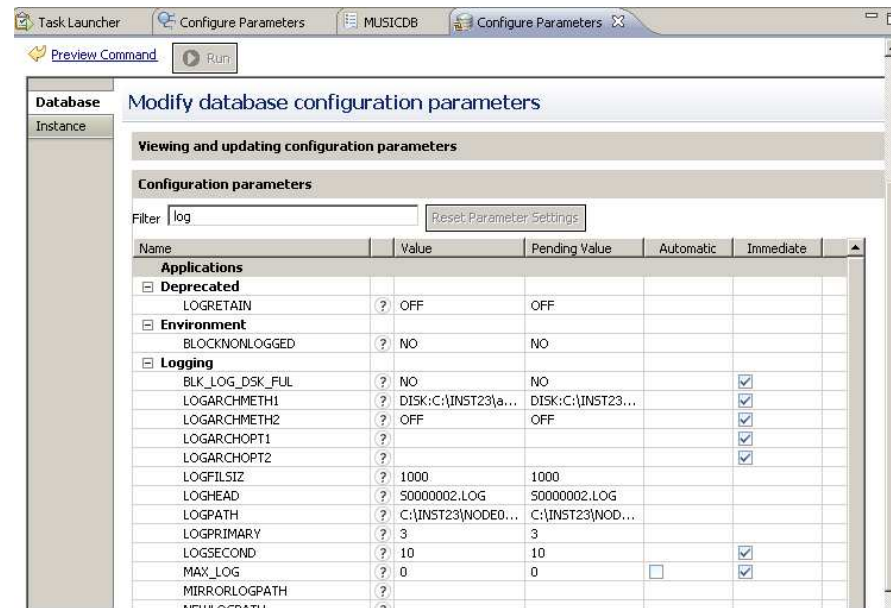 Task Launcher Configure Parameters MUSICDB Configure Parameters
Preview Command Run
Database Modify database configuration parameters
Instance
Viewing and updating configuration parameters
Configuration parameters
Filter log Reset Parameter Settings
Name Value Pending Value Automatic Immediate
Applications
Deprecated
LOGRETAIN ? OFF OFF
Environment
BLOCKNONLOGGED ? NO NO
Logging
BLK_LOG_DSK_FUL ? NO NO
LOGARCHMETH1 ? DISK:C:\INST23\a... DISK:C:\INST23...
LOGARCHMETH2 ? OFF OFF
LOGARCHOPT1 ?
LOGARCHOPT2 ?
LOGFILSIZ ? 1000 1000
LOGHEAD ? S0000002.LOG S0000002.LOG
LOGPATH ? C:\INST23\NODE0... C:\INST23\NOD...
LOGPRIMARY ? 3 3
LOGSECOND ? 10 10
MAX_LOG ? 0 0
MIRRORLOGPATH ?
NEWLOGPATH ?